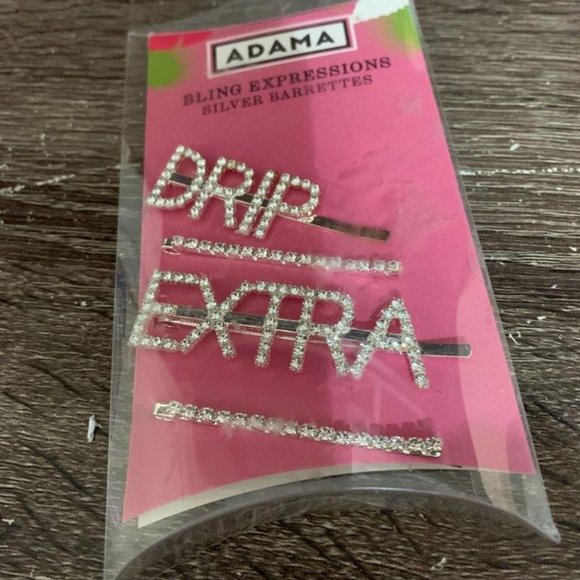 ADAMA
BLING EXPRESSIONS
SILVER BARRETTES
DRIP
EXTRA